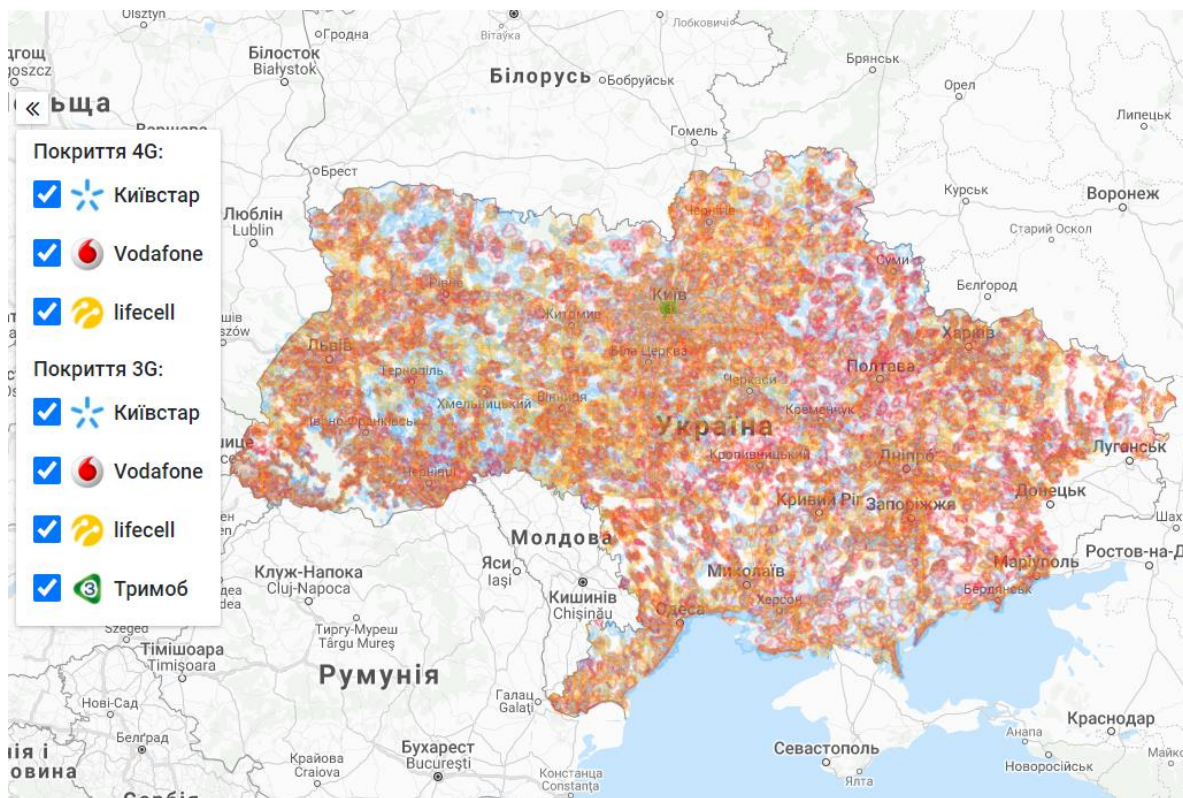 Olsztyn
Гродна
Вітаўка
Лобковичі
Білосток
Białystok
Білорусь
Бобруйськ
Брянськ
Орел
Липецьк
Гомель
Брест
«
Покриття 4G:
Київстар
Vodafone
lifecell
Покриття 3G:
Київстар
Vodafone
lifecell
Тримоб
Люблін
Lublin
Чернігів
Курськ
Воронеж
Старий Оскол
Суми
Бєлґород
Рівне
Київ
Житомир
Харків
Львів
Біла Церква
Тернопіль
Полтава
Черкаси
Хмельницький
Вінниця
Кременчук
Івано-Франківськ
Україна
Луганськ
Кропивницький
Дніпро
Чернівці
Донецьк
Кривий Ріг
Запоріжжя
Молдова
Маріуполь
Ростов-на-Д
Яси
Iași
Миколаїв
Бердянськ
Клуж-Напока
Cluj-Napoca
Кишинів
Chișinău
Херсон
Одеса
Тиргу-Муреш
Târgu Mureș
Szeged
Тімішоара
Timișoara
Румунія
Галац
Galați
Нові-Сад
Краснодар
Белґрад
Бухарест
București
Севастополь
Анапа
Крайова
Craiova
Новоросійськ
Майко
Констанца
Constanța
Ялта